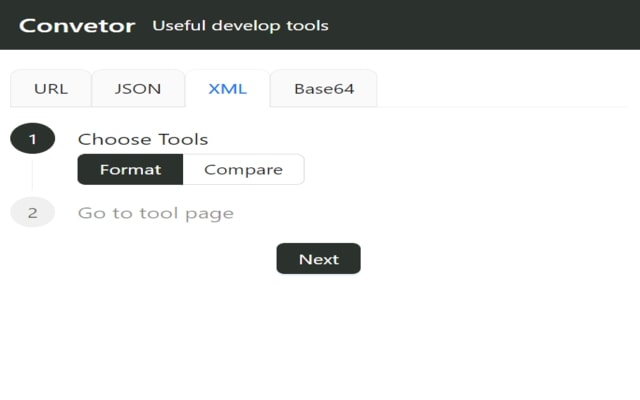 Convetor Useful develop tools
URL JSON XML Base64
1 Choose Tools
Format Compare
2 Go to tool page
Next